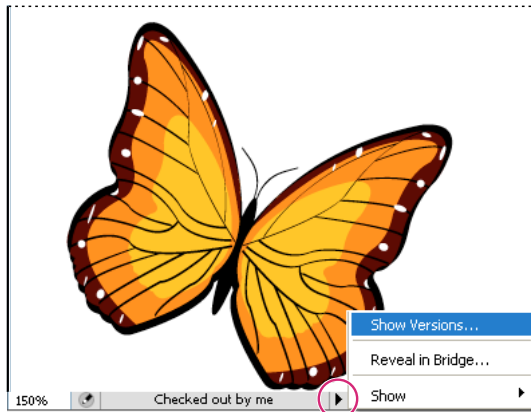 Show Versions...
Reveal in Bridge...
Show
150%
Checked out by me